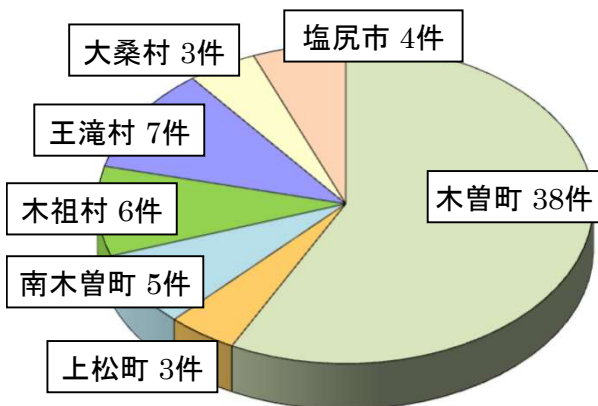 塩尻市 4件
大桑村 3件
王滝村 7件
木曽町 38件
木祖村 6件
南木曽町 5件
上松町 3件